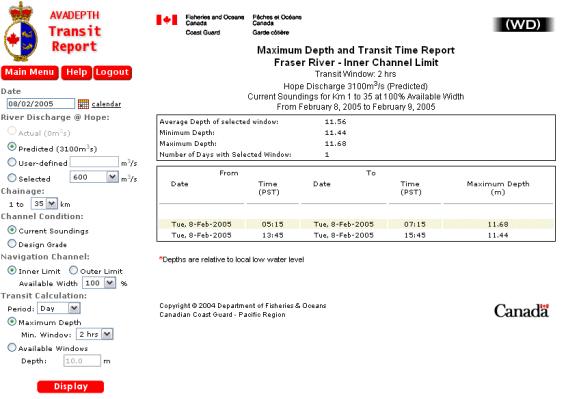 AVADEPTH
Transit
Report
Main Menu Help Logout
Date
08/02/2005 calendar
River Discharge @ Hope:
Actual (0m³s)
Predicted (3100m³s)
User-defined m³/s
Selected 600 m³/s
Chainage:
1 to 35 km
Channel Condition:
Current Soundings
Design Grade
Navigation Channel:
Inner Limit Outer Limit
Available Width 100 %
Transit Calculation:
Period: Day
Maximum Depth
Min. Window: 2 hrs
Available Windows
Depth: 10.0 m
Display
Fisheries and Oceans Pêches et Océans
Canada Canada
Coast Guard Garde côtière
(WD)
Maximum Depth and Transit Time Report
Fraser River - Inner Channel Limit
Transit Window: 2 hrs
Hope Discharge 3100m³/s (Predicted)
Current Soundings for km 1 to 35 at 100% Available Width
From February 8, 2005 to February 9, 2005
Average Depth of selected window: 11.56
Minimum Depth: 11.44
Maximum Depth: 11.68
Number of Days with Selected Window: 1
From To
Date Time Date Time Maximum Depth
(PST) (PST) (m)
Tue, 8-Feb-2005 05:15 Tue, 8-Feb-2005 07:15 11.68
Tue, 8-Feb-2005 13:45 Tue, 8-Feb-2005 15:45 11.44
*Depths are relative to local low water level
Copyright © 2004 Department of Fisheries & Oceans
Canadian Coast Guard - Pacific Region
Canada